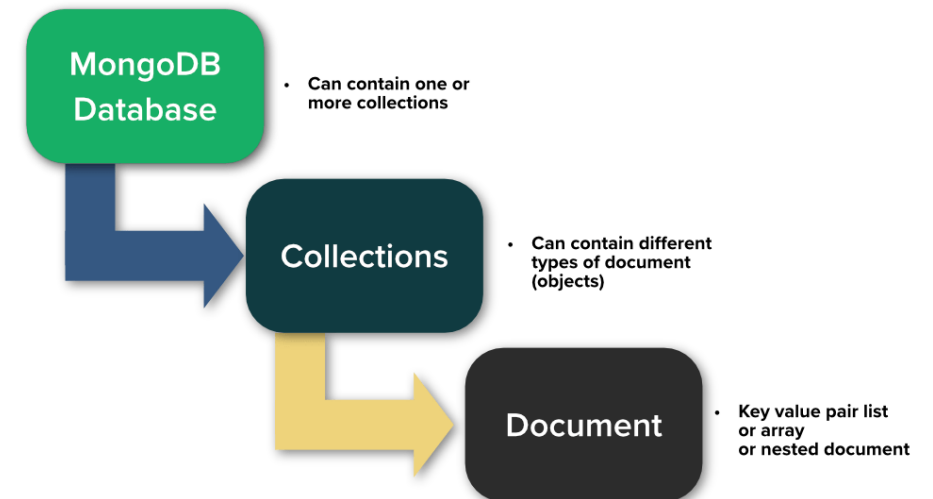 MongoDB
Database
• Can contain one or
more collections
Collections
• Can contain different
types of document
(objects)
Document
• Key value pair list
or array
or nested document